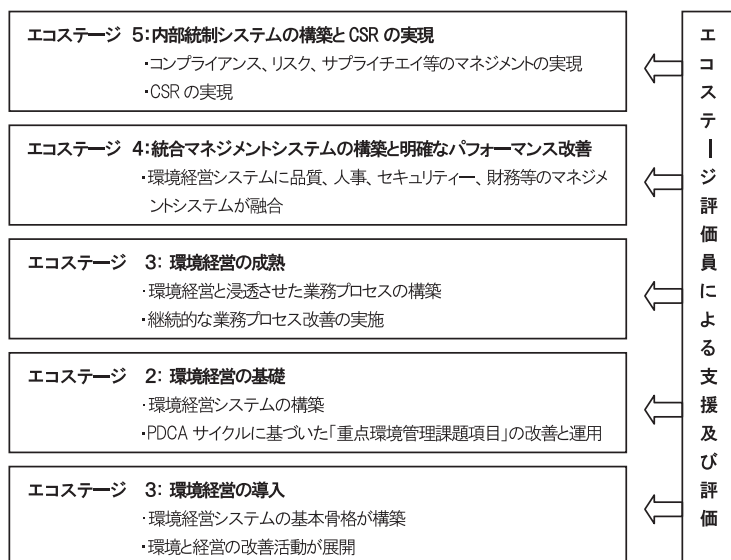 エコステージ 5:内部統制システムの構築と CSR の実現
・コンプライアンス、リスク、サプライチエイ等のマネジメントの実現
・CSR の実現
エコステージ 4:統合マネジメントシステムの構築と明確なパフォーマンス改善
・環境経営システムに品質、人事、セキュリティー、財務等のマネジメ
ントシステムが融合
エコステージ 3: 環境経営の成熟
・環境経営と浸透させた業務プロセスの構築
・継続的な業務プロセス改善の実施
エコステージ 2: 環境経営の基礎
・環境経営システムの構築
・PDCA サイクルに基づいた「重点環境管理課題項目」の改善と運用
エコステージ 3: 環境経営の導入
・環境経営システムの基本骨格が構築
・環境と経営の改善活動が展開
エコステージ評価員による支援及び評価